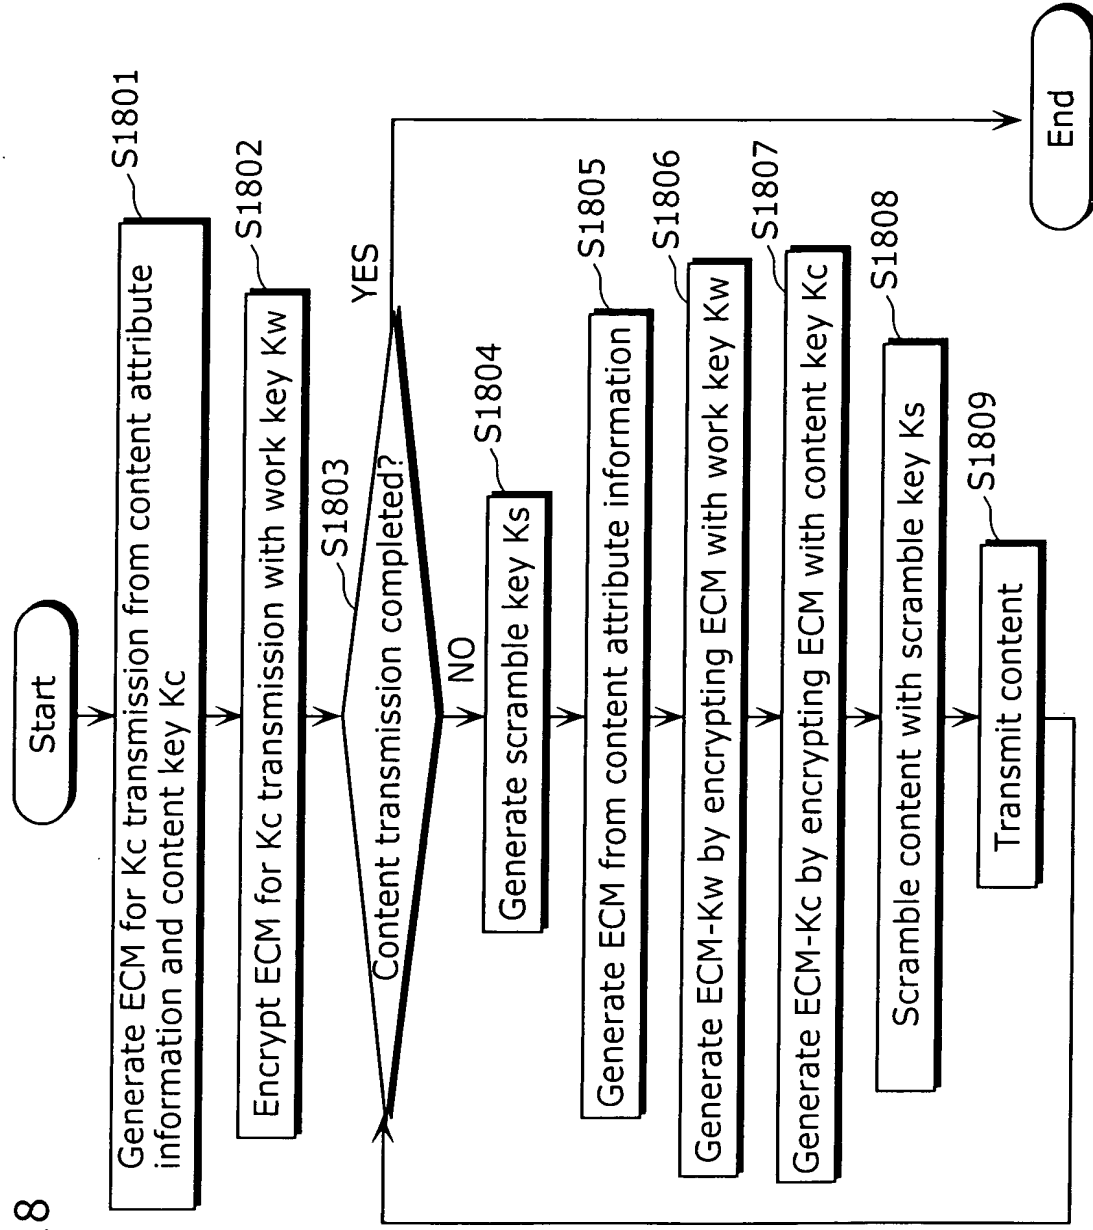 8
Start
Generate ECM for Kc transmission from content attribute
information and content key Kc
S1801
Encrypt ECM for Kc transmission with work key Kw
S1802
Content transmission completed?
S1803
YES
NO
Generate scramble key Ks
S1804
Generate ECM from content attribute information
S1805
Generate ECM-Kw by encrypting ECM with work key Kw
S1806
Generate ECM-Kc by encrypting ECM with content key Kc
S1807
Scramble content with scramble key Ks
S1808
Transmit content
S1809
End